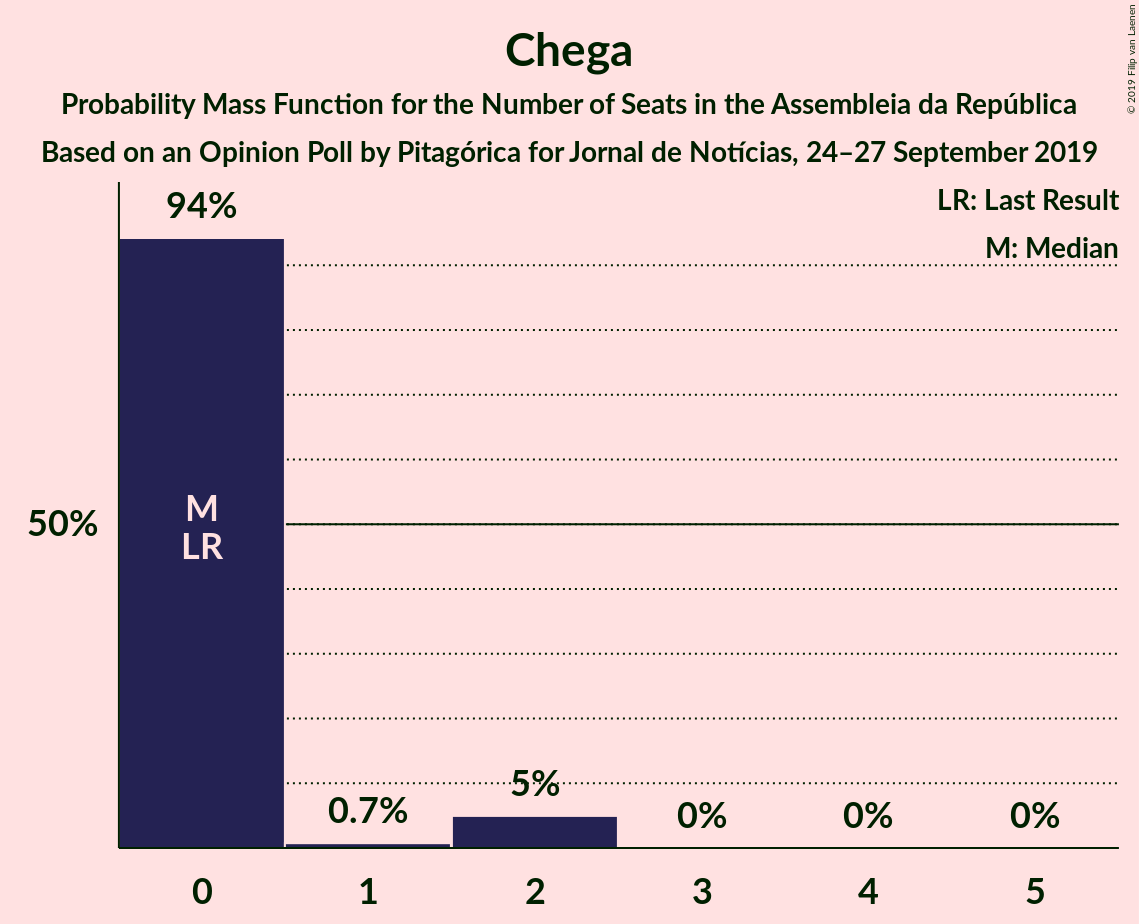 Chega
Probability Mass Function for the Number of Seats in the Assembleia da República
Based on an Opinion Poll by Pitagórica for Jornal de Notícias, 24–27 September 2019
© 2019 Filip van Laenen
LR: Last Result
M: Median
94%
50%
M
LR
0.7%
5%
0%
0%
0%
0
1
2
3
4
5